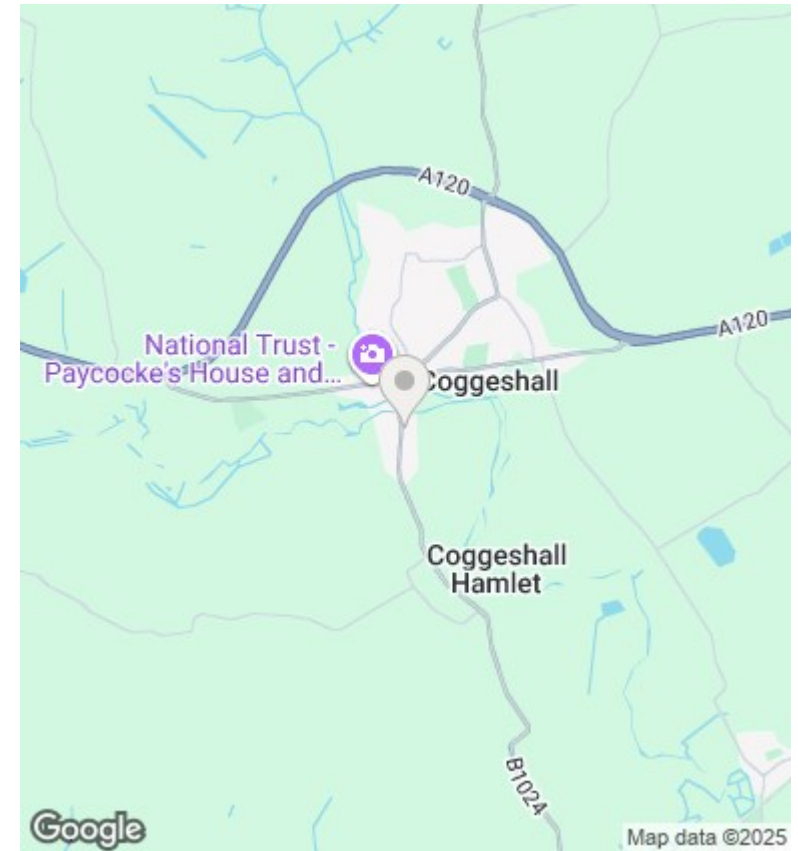 A120
A120
National Trust -
Paycocke's House and...
Coggeshall
Coggeshall
Hamlet
B1024
Google
Map data ©2025